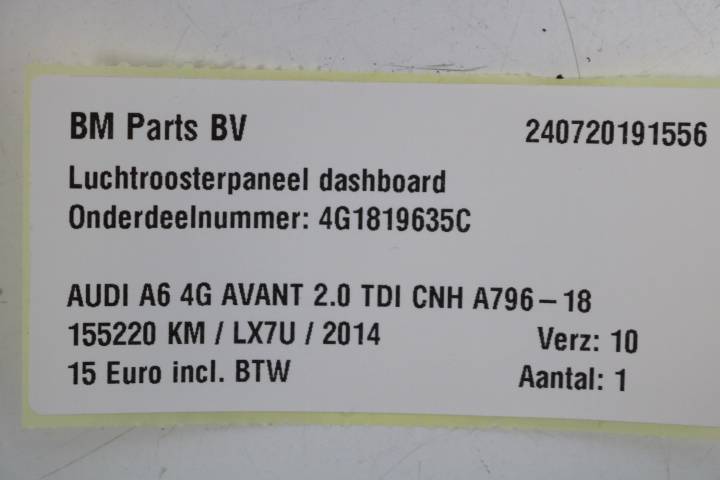 BM Parts BV 240720191556
Luchtroosterpaneel dashboard
Onderdeelnummer: 4G1819635C
AUDI A6 4G AVANT 2.0 TDI CNH A796 – 18
155220 KM / LX7U / 2014 Verz: 10
15 Euro incl. BTW Aantal: 1